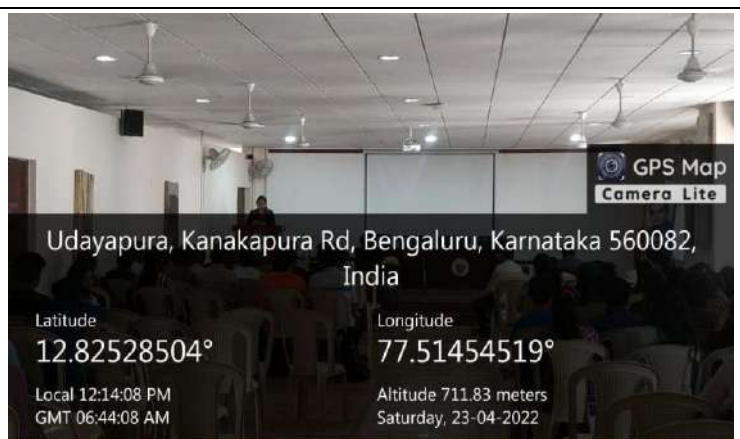 GPS Map
Camera Lite
Udayapura, Kanakapura Rd, Bengaluru, Karnataka 560082,
India
Latitude
12.82528504°
Longitude
77.51454519°
Local 12:14:08 PM
GMT 06:44:08 AM
Altitude 711.83 meters
Saturday, 23-04-2022